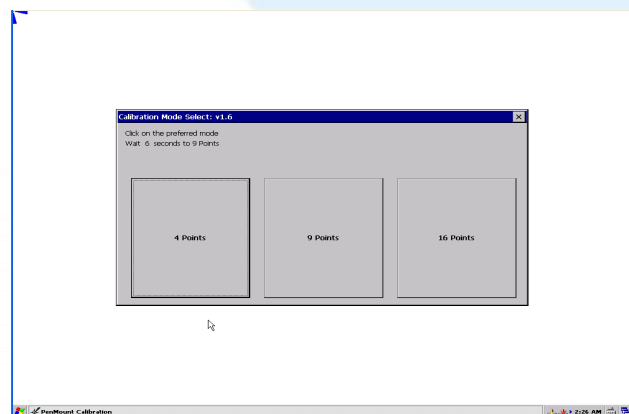 Calibration Mode Select: v1.6
Click on the preferred mode
Wait 6 seconds to 9 Points
4 Points
9 Points
16 Points
PenMount Calibration
2:26 AM